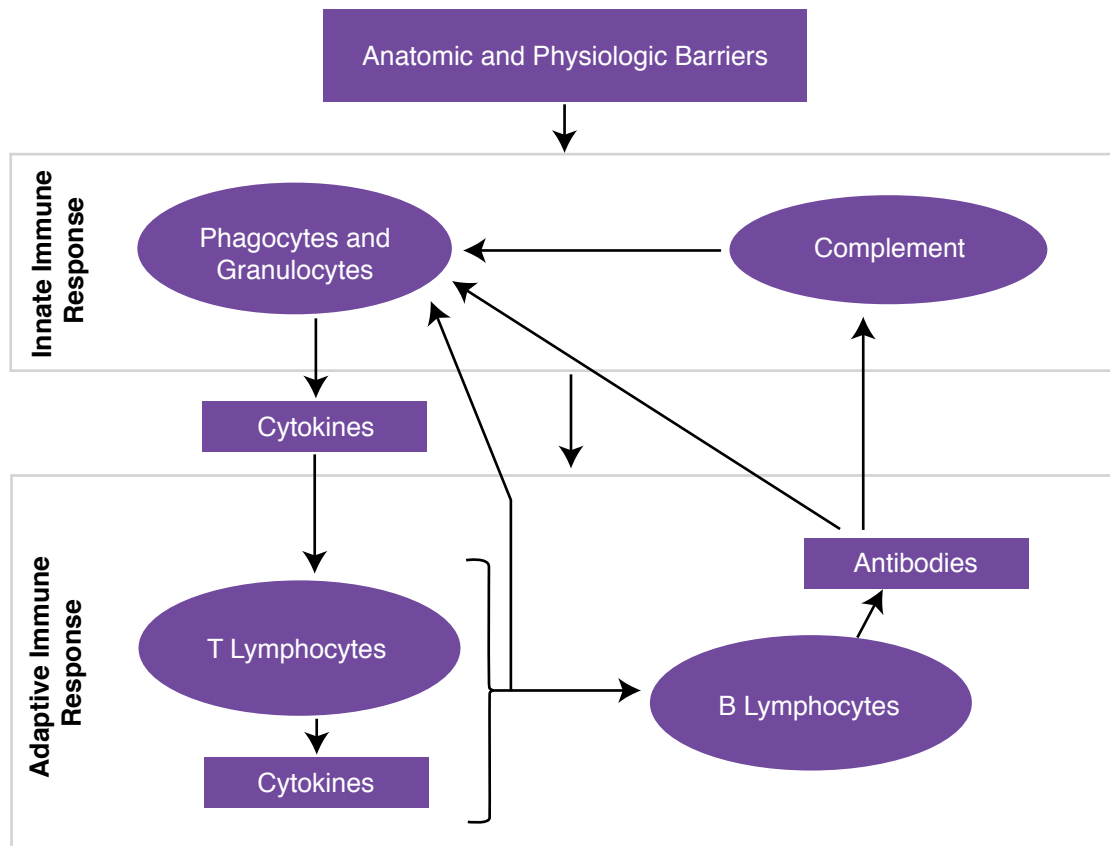 Anatomic and Physiologic Barriers
Innate Immune
Response
Phagocytes and
Granulocytes
Complement
Cytokines
Adaptive Immune
Response
Antibodies
T Lymphocytes
B Lymphocytes
Cytokines